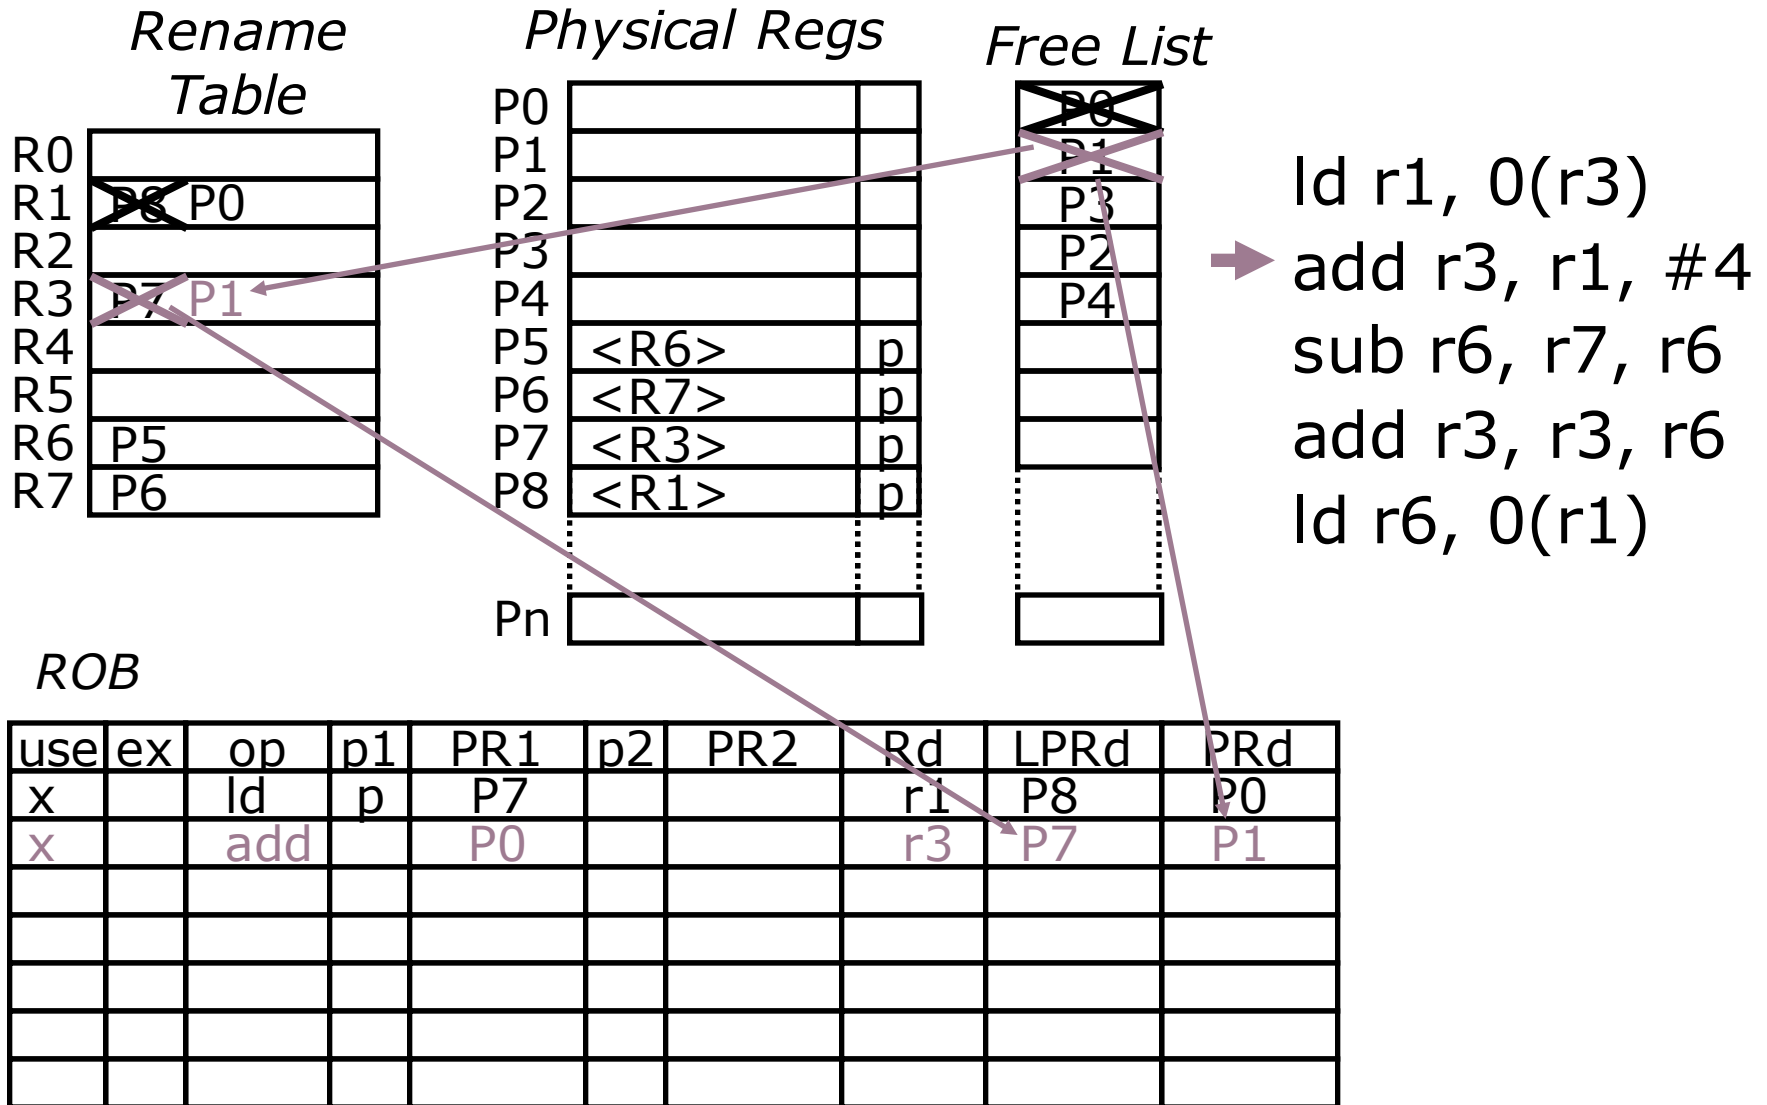 Rename
Table
Physical Regs
Free List
R0
R1 P8 P0
R2
R3 P7 P1
R4
R5
R6 P5
R7 P6
P0
P1
P2
P3
P4
P5 <R6> p
P6 <R7> p
P7 <R3> p
P8 <R1> p
Pn
P0
P1
P3
P2
P4
ld r1, 0(r3)
add r3, r1, #4
sub r6, r7, r6
add r3, r3, r6
ld r6, 0(r1)
ROB
use ex op p1 PR1 p2 PR2 Rd LPRd PRd
x ld p P7 r1 P8 P0
x add P0 r3 P7 P1